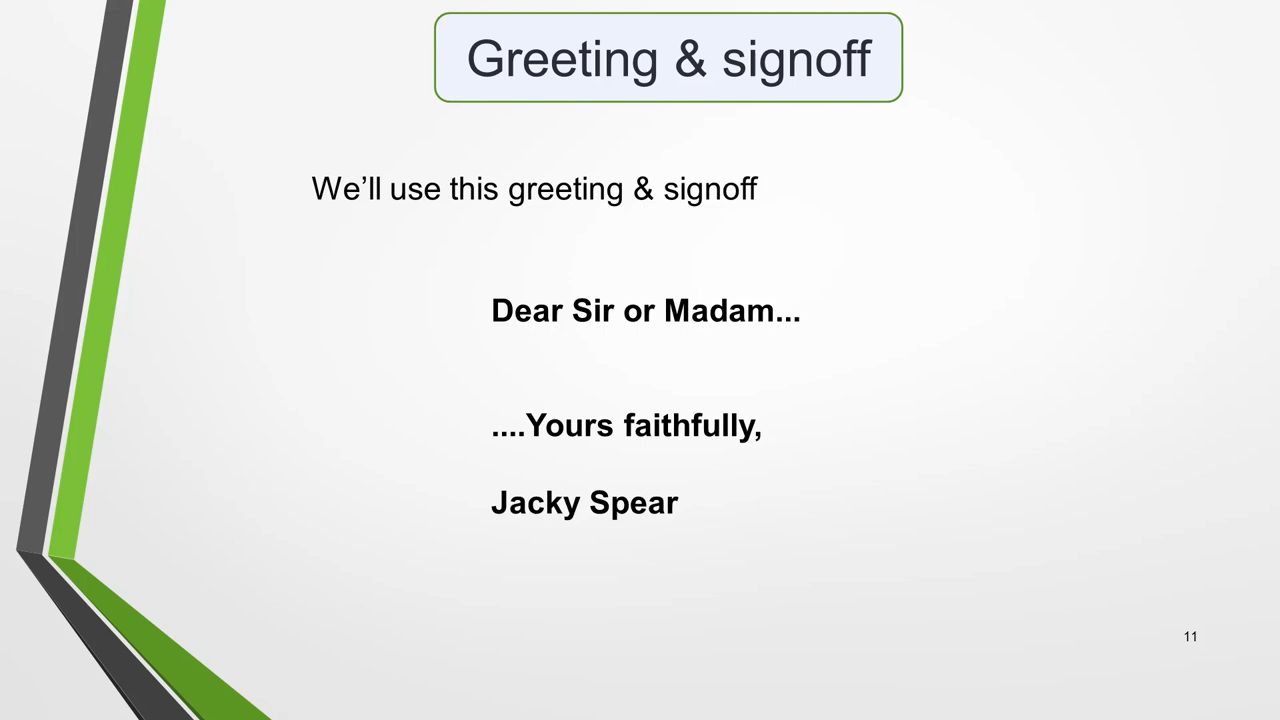 Greeting & signoff
We’ll use this greeting & signoff
Dear Sir or Madam...
....Yours faithfully,
Jacky Spear
11